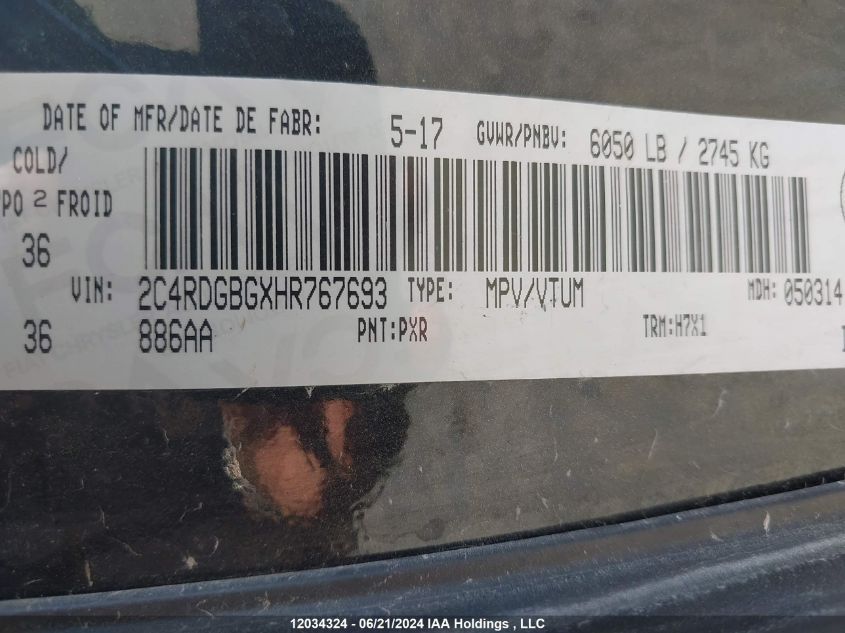 DATE OF MFR/DATE DE FABR: 5-17 GVWR/PNBV: 6050 LB / 2745 KG
COLD/
PO 2 FROID
36
VIN: 2C4RDGBGXHR767693 TYPE: MPV/VTUM MDH: 050314
36 886AA PNT:PXR TRM:H7X1
12034324 - 06/21/2024 IAA Holdings , LLC